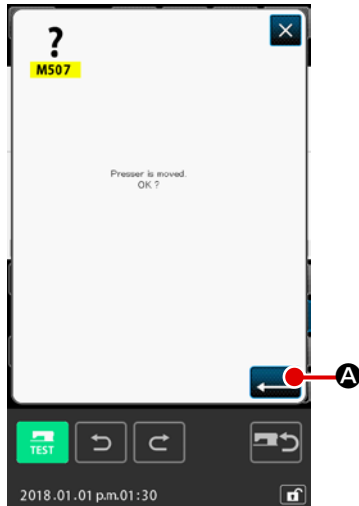 ?
M507
Presser is moved.
OK ?
A
TEST
2018.01.01 p.m.01:30